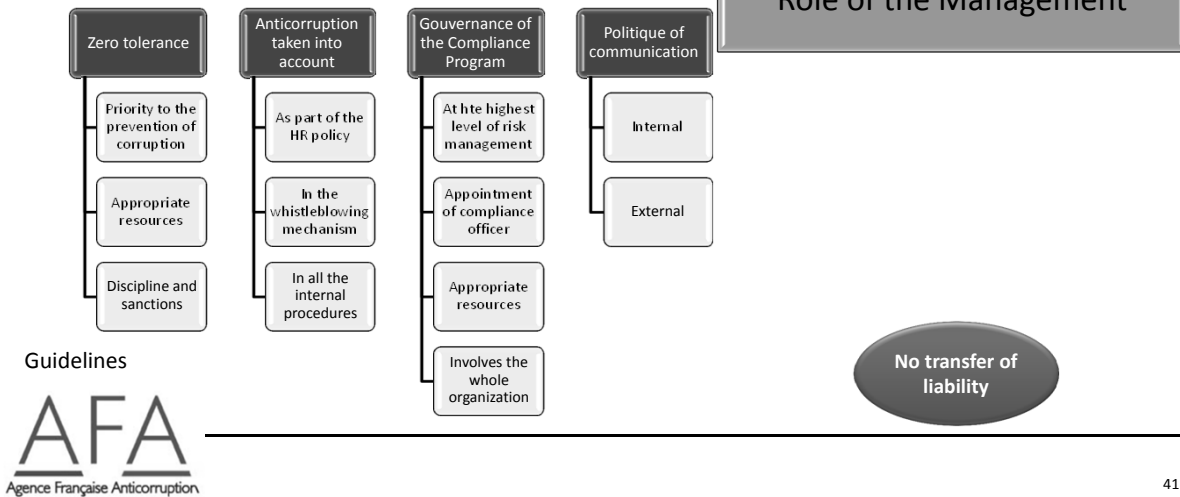 Role of the Management
Zero tolerance
Priority to the
prevention of
corruption
Appropriate
resources
Discipline and
sanctions
Anticorruption
taken into
account
As part of the
HR policy
In the
whistleblowing
mechanism
In all the
internal
procedures
Gouvernance of
the Compliance
Program
At hte highest
level of risk
management
Appointment
of compliance
officer
Appropriate
resources
Involves the
whole
organization
Politique of
communication
Internal
External
No transfer of
liability
Guidelines
AFA
Agence Française Anticorruption
41